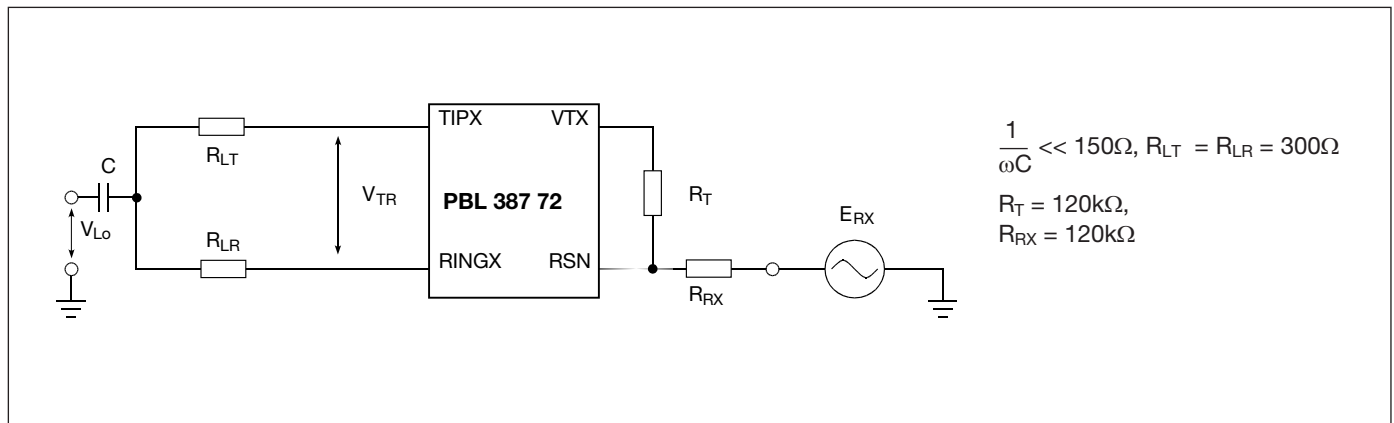 TIPX
VTX
R_LT
C
V_TR
PBL 387 72
R_T
E_RX
V_Lo
R_LR
RINGX
RSN
R_RX
1/ωC << 150Ω, R_LT = R_LR = 300Ω
R_T = 120kΩ,
R_RX = 120kΩ